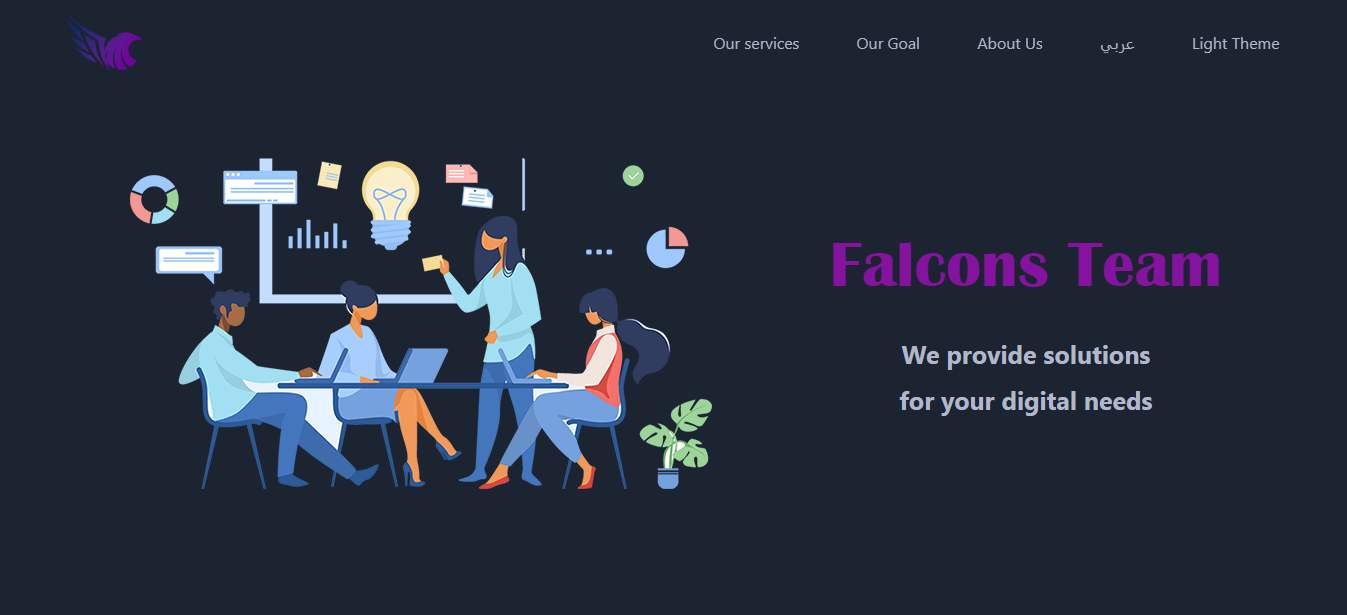 Our services
Our Goal
About Us
عربي
Light Theme
Falcons Team
We provide solutions
for your digital needs